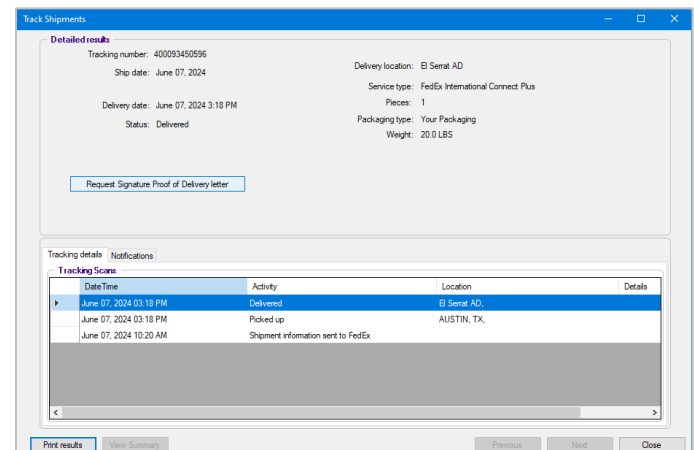 Track Shipments
Detailed results
Tracking number: 400093450596
Ship date: June 07, 2024
Delivery date: June 07, 2024 3:18 PM
Status: Delivered
Delivery location: El Serrat AD
Service type: FedEx International Connect Plus
Pieces: 1
Packaging type: Your Packaging
Weight: 20.0 LBS
Request Signature Proof of Delivery letter
Tracking details Notifications
Tracking Scans
DateTime Activity Location Details
June 07, 2024 03:18 PM Delivered El Serrat AD,
June 07, 2024 03:18 PM Picked up AUSTIN, TX,
June 07, 2024 10:20 AM Shipment information sent to FedEx
Print results View Summary Previous Next Close